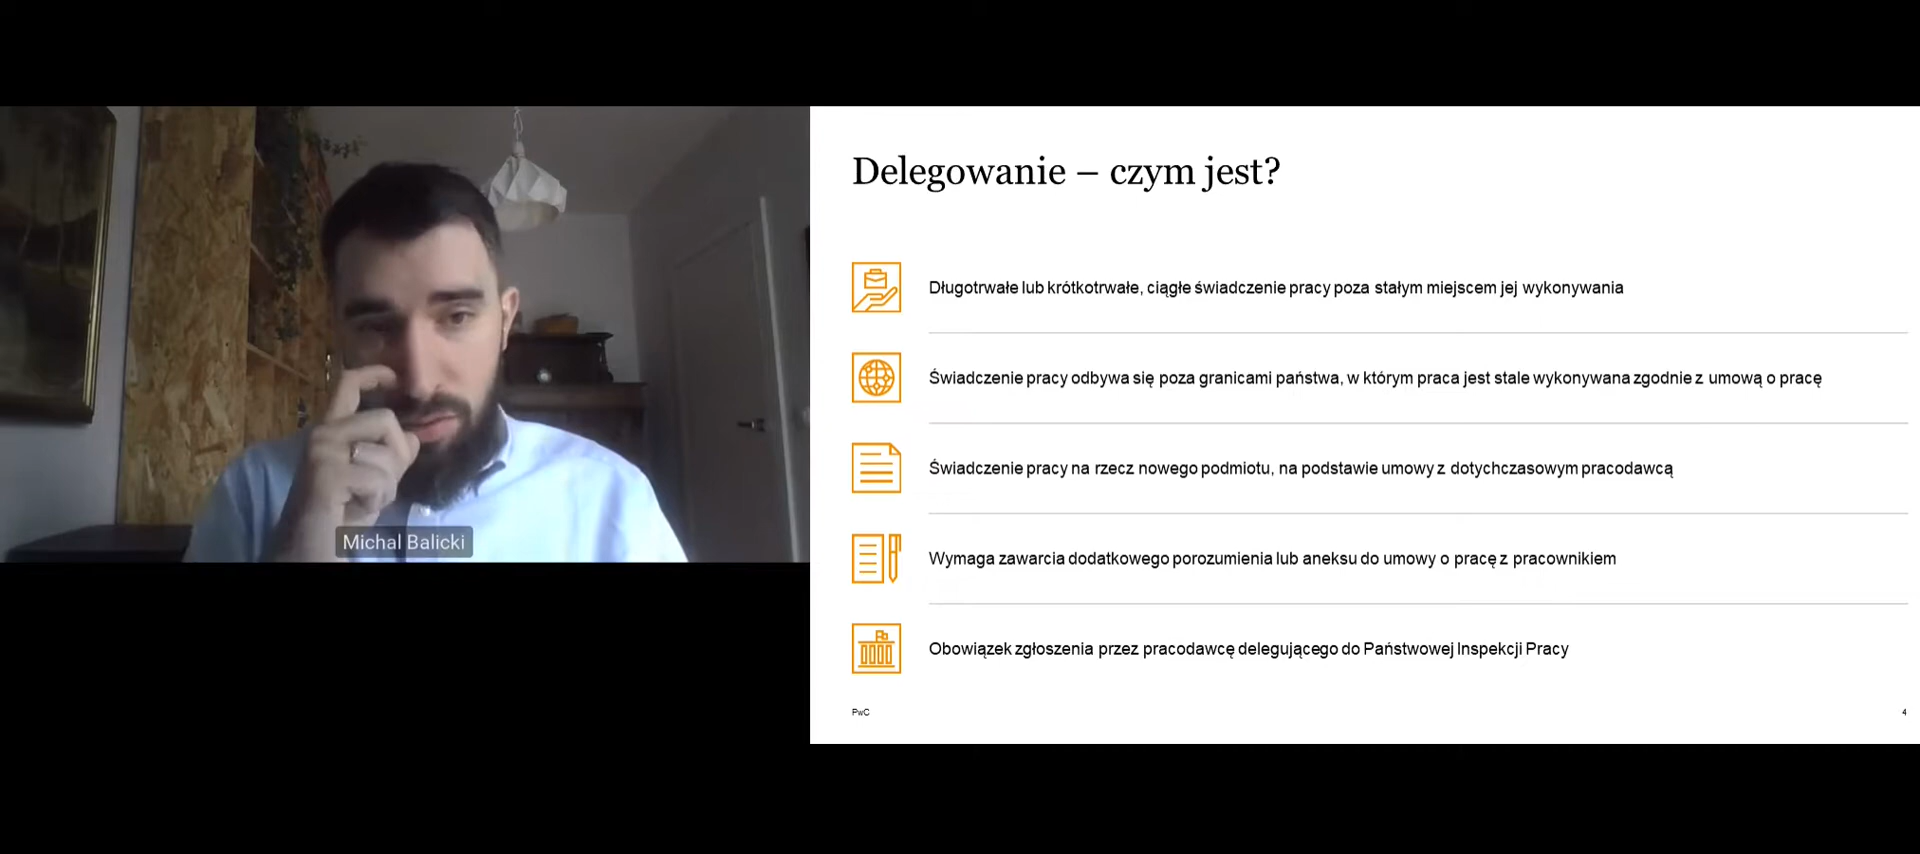 Delegowanie – czym jest?
Długotrwałe lub krótkotrwałe, ciągłe świadczenie pracy poza stałym miejscem jej wykonywania
Świadczenie pracy odbywa się poza granicami państwa, w którym praca jest stale wykonywana zgodnie z umową o pracę
Świadczenie pracy na rzecz nowego podmiotu, na podstawie umowy z dotychczasowym pracodawcą
Wymaga zawarcia dodatkowego porozumienia lub aneksu do umowy o pracę z pracownikiem
Obowiązek zgłoszenia przez pracodawcę delegującego do Państwowej Inspekcji Pracy
PwC
4
Michal Balicki